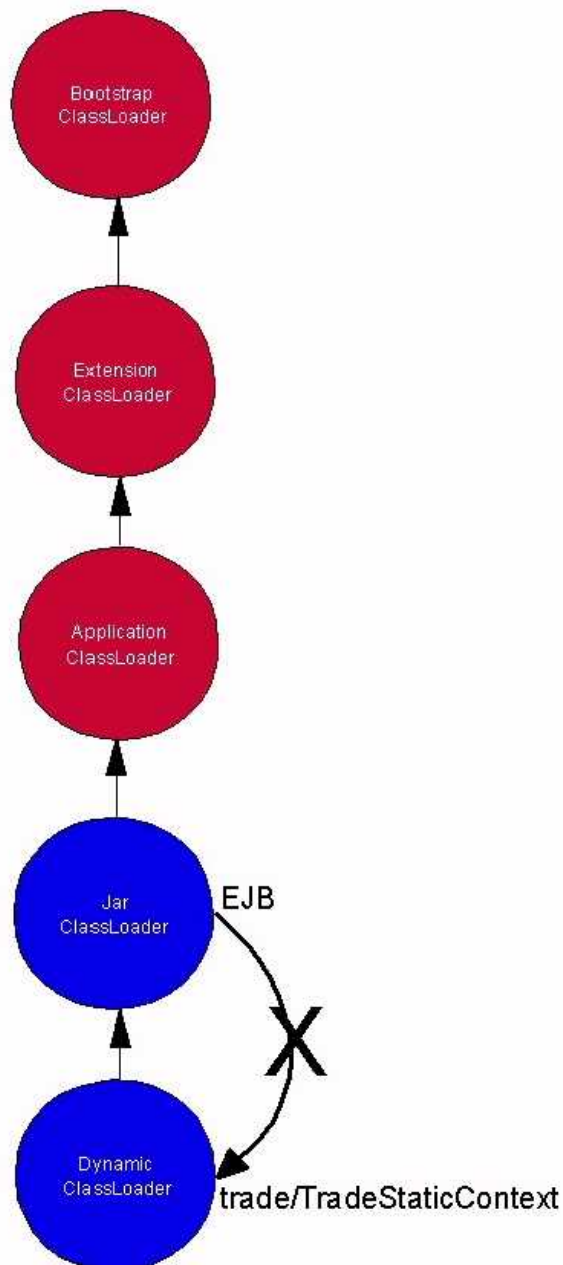 Bootstrap
ClassLoader
Extension
ClassLoader
Application
ClassLoader
Jar
ClassLoader
EJB
X
Dynamic
ClassLoader
trade/TradeStaticContext